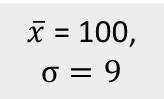 x̄ = 100,
σ = 9